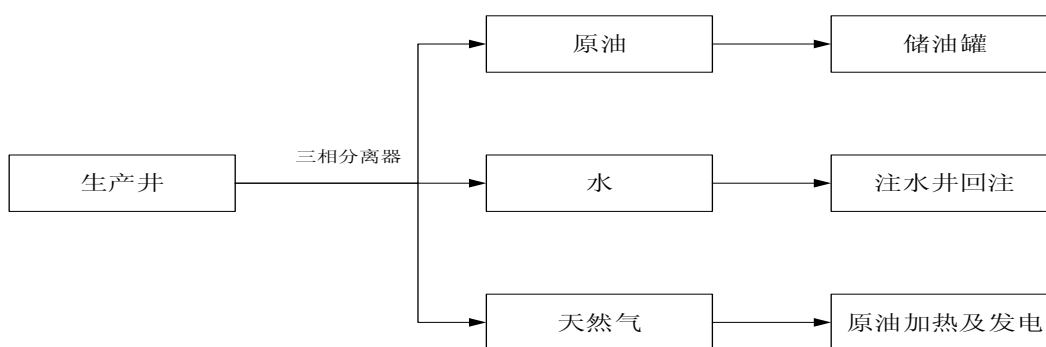 原油
储油罐
三相分离器
生产井
水
注水井回注
天然气
原油加热及发电